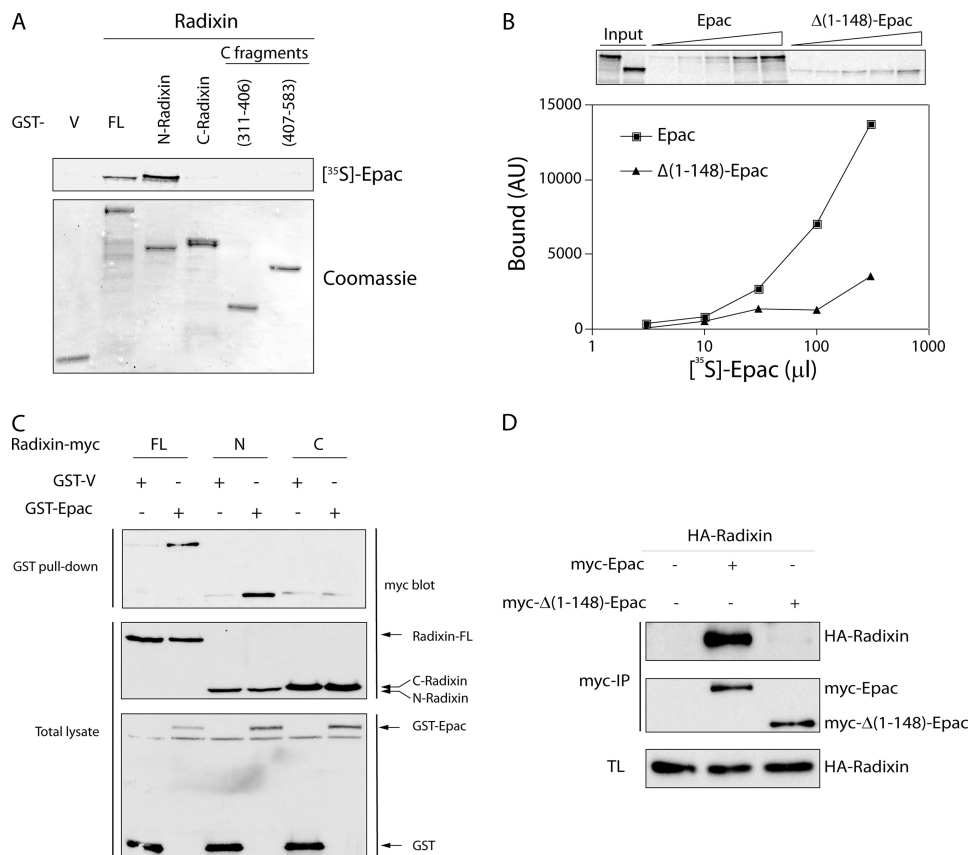 A
Radixin
C fragments
GST- V FL N-Radixin C-Radixin (311-406) (407-583)
[³⁵S]-Epac
Coomassie
B
Epac Δ(1-148)-Epac
Input
15000
10000
5000
0
Bound (AU)
Epac
Δ(1-148)-Epac
1 10 100 1000
[³⁵S]-Epac (μl)
C
Radixin-myc FL N C
GST-V + - + - + -
GST-Epac - + - + - +
GST pull-down
myc blot
Radixin-FL
C-Radixin
N-Radixin
Total lysate
GST-Epac
GST
D
HA-Radixin
myc-Epac - + -
myc-Δ(1-148)-Epac - - +
HA-Radixin
myc-IP
myc-Epac
myc-Δ(1-148)-Epac
TL HA-Radixin